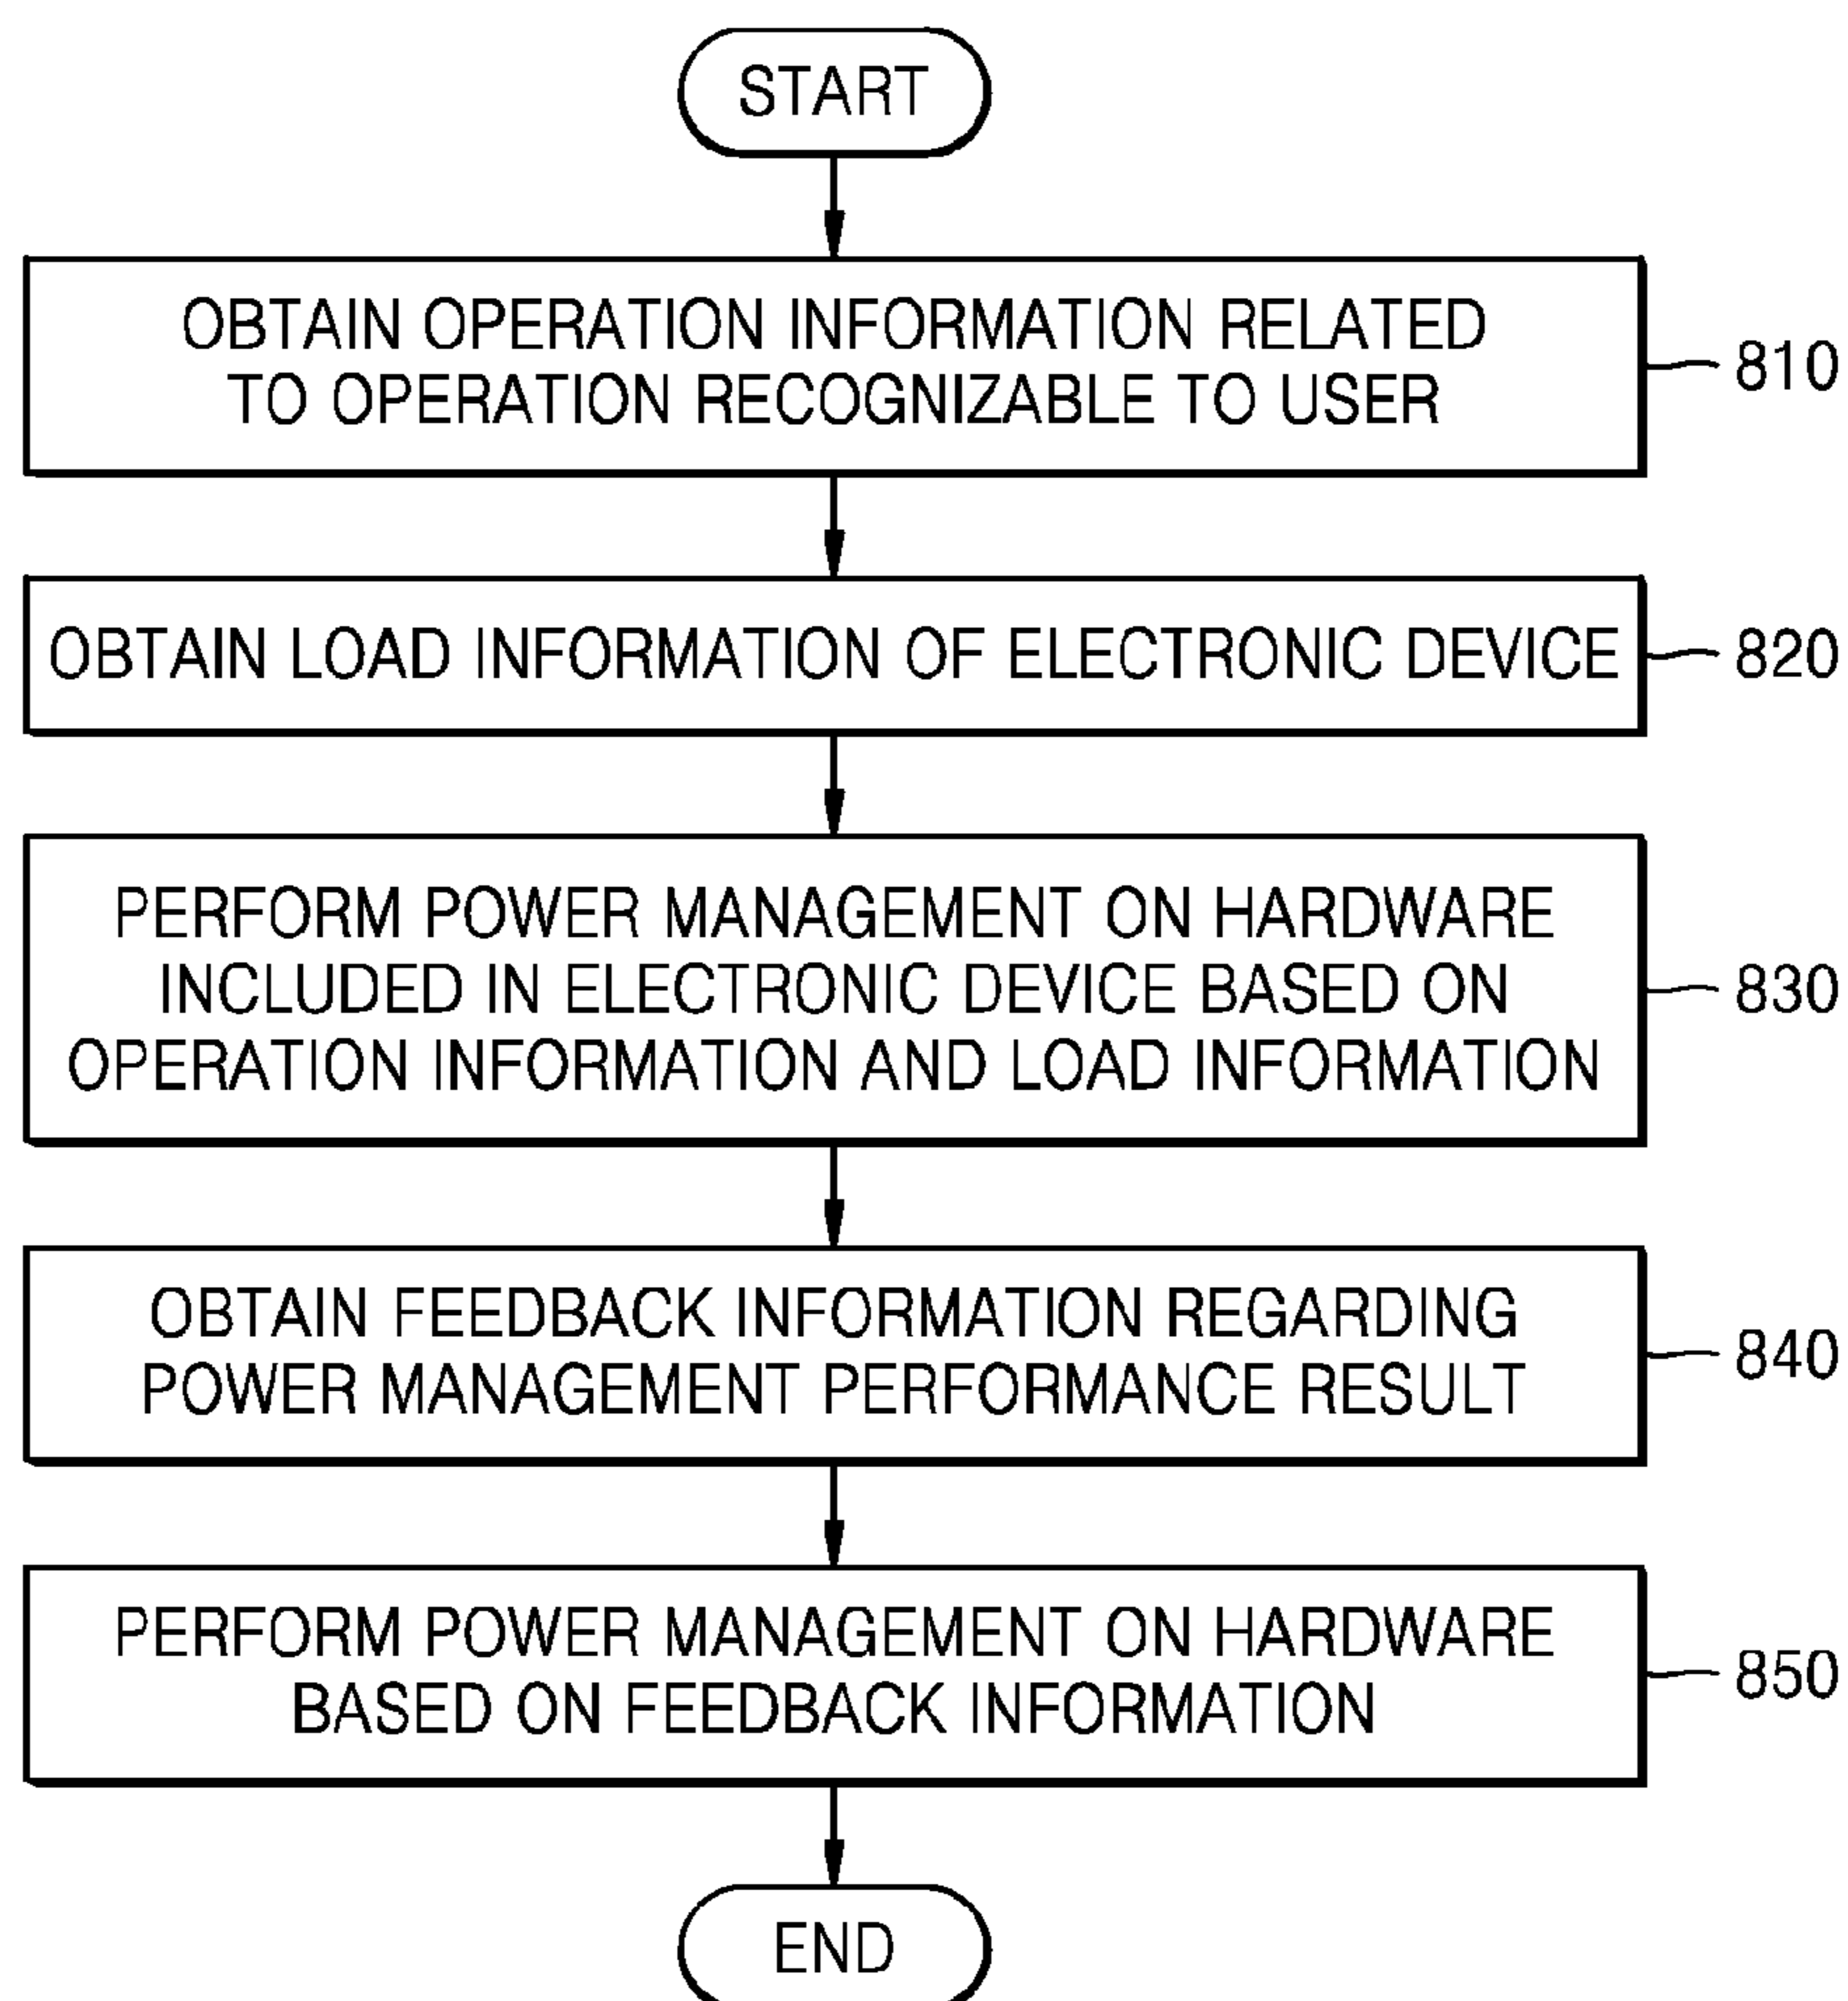 START
OBTAIN OPERATION INFORMATION RELATED
TO OPERATION RECOGNIZABLE TO USER
810
OBTAIN LOAD INFORMATION OF ELECTRONIC DEVICE
820
PERFORM POWER MANAGEMENT ON HARDWARE
INCLUDED IN ELECTRONIC DEVICE BASED ON
OPERATION INFORMATION AND LOAD INFORMATION
830
OBTAIN FEEDBACK INFORMATION REGARDING
POWER MANAGEMENT PERFORMANCE RESULT
840
PERFORM POWER MANAGEMENT ON HARDWARE
BASED ON FEEDBACK INFORMATION
850
END